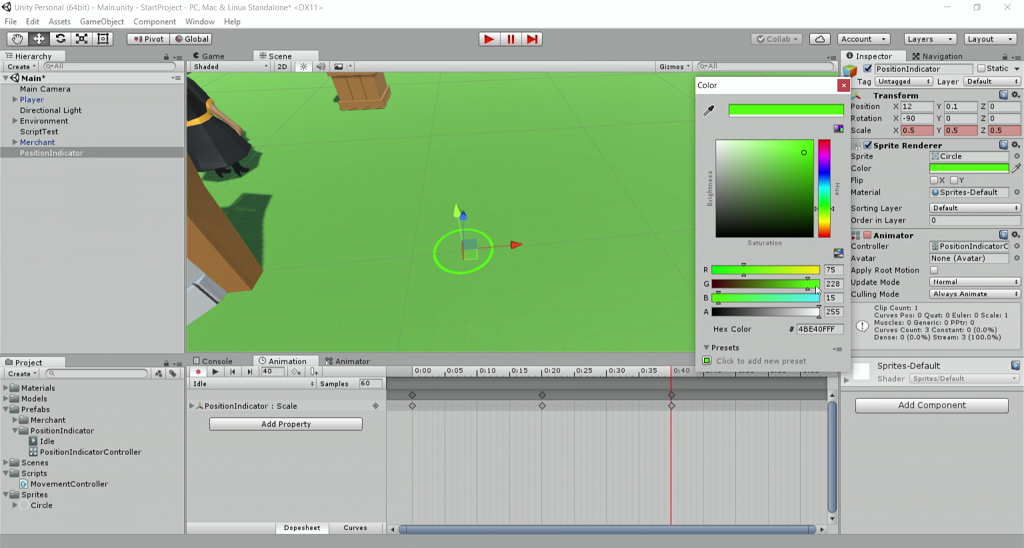 Unity Personal (64bit) - Main.unity - StartProject - PC, Mac & Linux Standalone* <DX11>
File Edit Assets GameObject Component Window Help
Pivot Global Collab Account Layers Layout
Hierarchy
Create All
Main*
Main Camera
Player
Directional Light
Environment
ScriptTest
Merchant
PositionIndicator
Game Scene
Shaded 2D Gizmos All
Color
Brightness
Hue
Saturation
R 75
G 228
B 15
A 255
Hex Color # 4BE40FFF
Presets
Click to add new preset
Inspector Navigation
PositionIndicator Static
Tag Untagged Layer Default
Transform
Position X 12 Y 0.1 Z 0
Rotation X -90 Y 0 Z 0
Scale X 0.5 Y 0.5 Z 0.5
Sprite Renderer
Sprite Circle
Color
Flip X Y
Material Sprites-Default
Sorting Layer Default
Order in Layer 0
Animator
Controller PositionIndicatorC
Avatar None (Avatar)
Apply Root Motion
Update Mode Normal
Culling Mode Always Animate
Clip Count: 1
Curves Pos: 0 Quat: 0 Euler: 0 Scale: 1
Muscles: 0 Generic: 0 PPtr: 0
Curves Count: 3 Constant: 0 (0.0%)
Dense: 0 (0.0%) Stream: 3 (100.0%)
Sprites-Default
Shader Sprites/Default
Add Component
Project
Create
Materials
Models
Prefabs
Merchant
PositionIndicator
Idle
PositionIndicatorController
Scenes
Scripts
MovementController
Sprites
Circle
Console Animation Animator
40 0:00 0:05 0:10 0:15 0:20 0:25 0:30 0:35 0:40
Idle Samples 60
PositionIndicator : Scale
Add Property
Dopesheet Curves